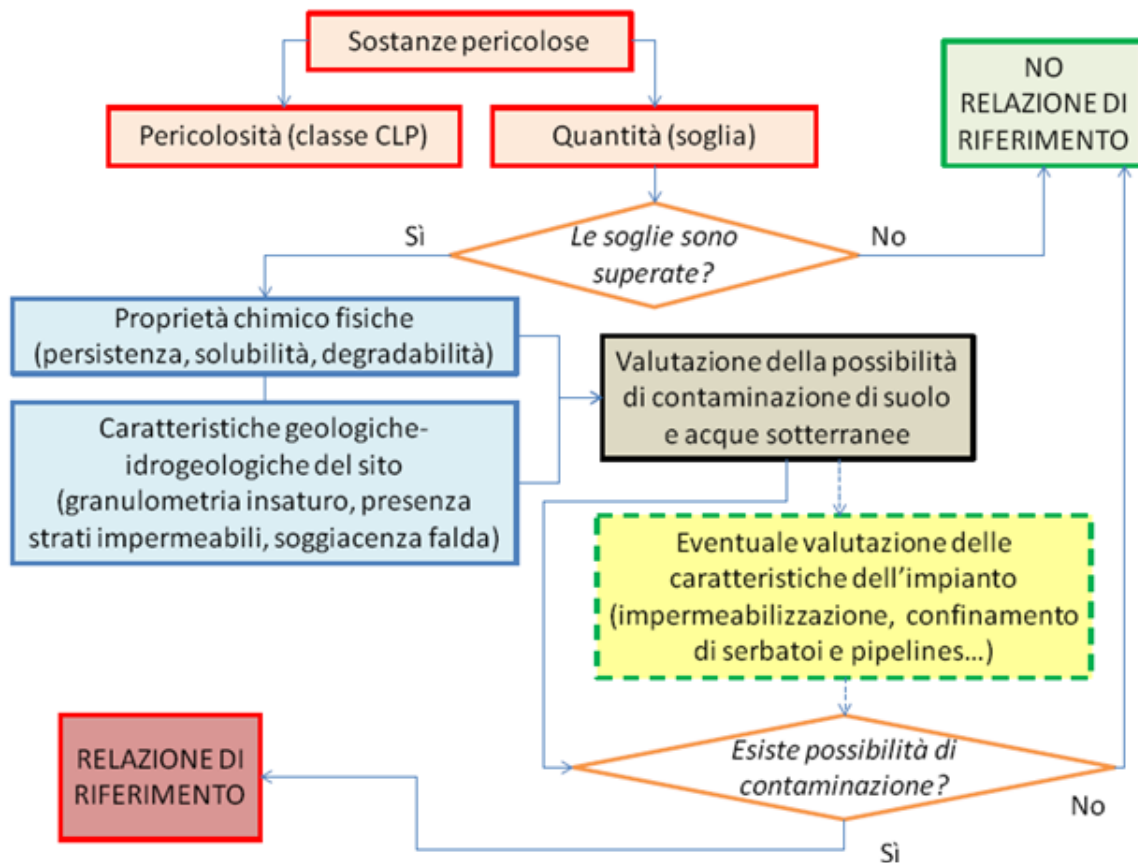 Sostanze pericolose
NO
RELAZIONE DI
RIFERIMENTO
Pericolosità (classe CLP)
Quantità (soglia)
Sì
Le soglie sono
superate?
No
Proprietà chimico fisiche
(persistenza, solubilità, degradabilità)
Valutazione della possibilità
di contaminazione di suolo
e acque sotterranee
Caratteristiche geologiche-
idrogeologiche del sito
(granulometria insaturo, presenza
strati impermeabili, soggiacenza falda)
Eventuale valutazione delle
caratteristiche dell'impianto
(impermeabilizzazione, confinamento
di serbatoi e pipelines...)
RELAZIONE DI
RIFERIMENTO
Esiste possibilità di
contaminazione?
No
Sì